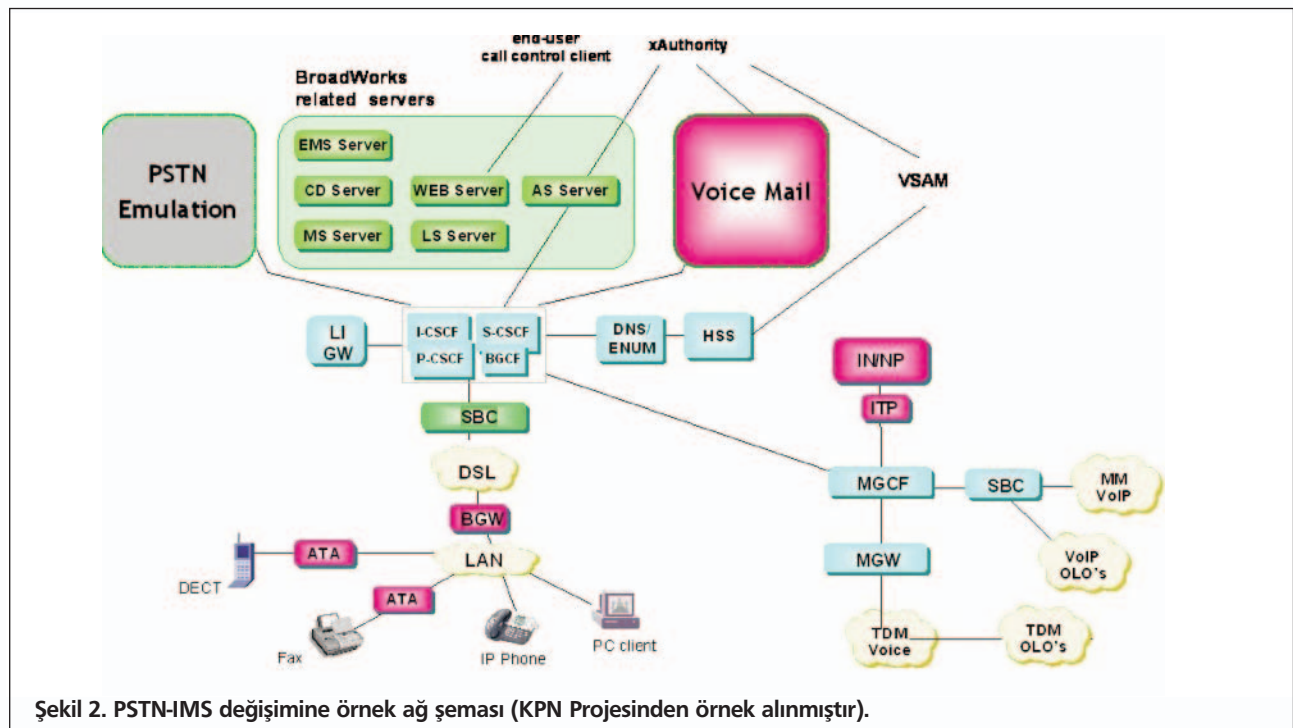 end-user
call control client
xAuthority
BroadWorks
related servers
PSTN
Emulation
EMS Server
CD Server
WEB Server
AS Server
MS Server
LS Server
Voice Mail
VSAM
LI
GW
I-CSCF
S-CSCF
P-CSCF
BGCF
DNS/
ENUM
HSS
SBC
DSL
BGW
LAN
ATA
DECT
ATA
Fax
IP Phone
PC client
IN/NP
ITP
MGCF
SBC
MM
VoIP
MGW
VoIP
OLO's
TDM
Voice
TDM
OLO's
Şekil 2. PSTN-IMS değişimine örnek ağ şeması (KPN Projesinden örnek alınmıştır).